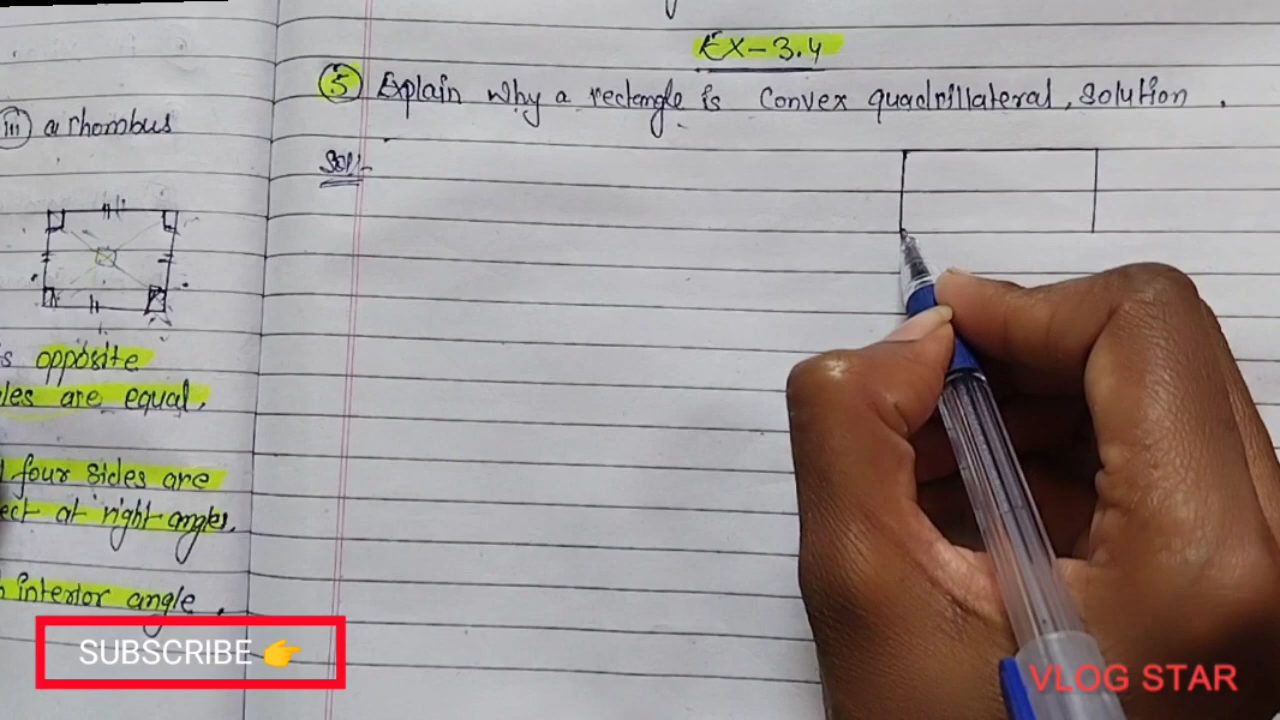 EX-3.4
5 Explain why a rectangle is convex quadrillateral, solution.
Sol:-
iii a rhombus
s opposite
les are equal,
four sides are
ect at right angles.
interior angle.
SUBSCRIBE 👉
VLOG STAR